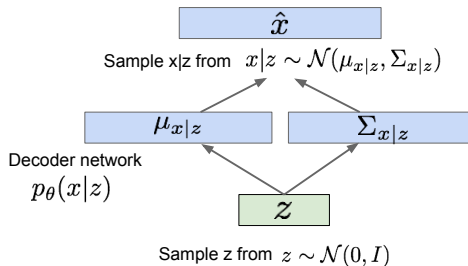 x̂
Sample x|z from x|z ∼ 𝒩(μ_{x|z}, Σ_{x|z})
μ_{x|z} Σ_{x|z}
Decoder network
p_θ(x|z)
z
Sample z from z ∼ 𝒩(0, I)